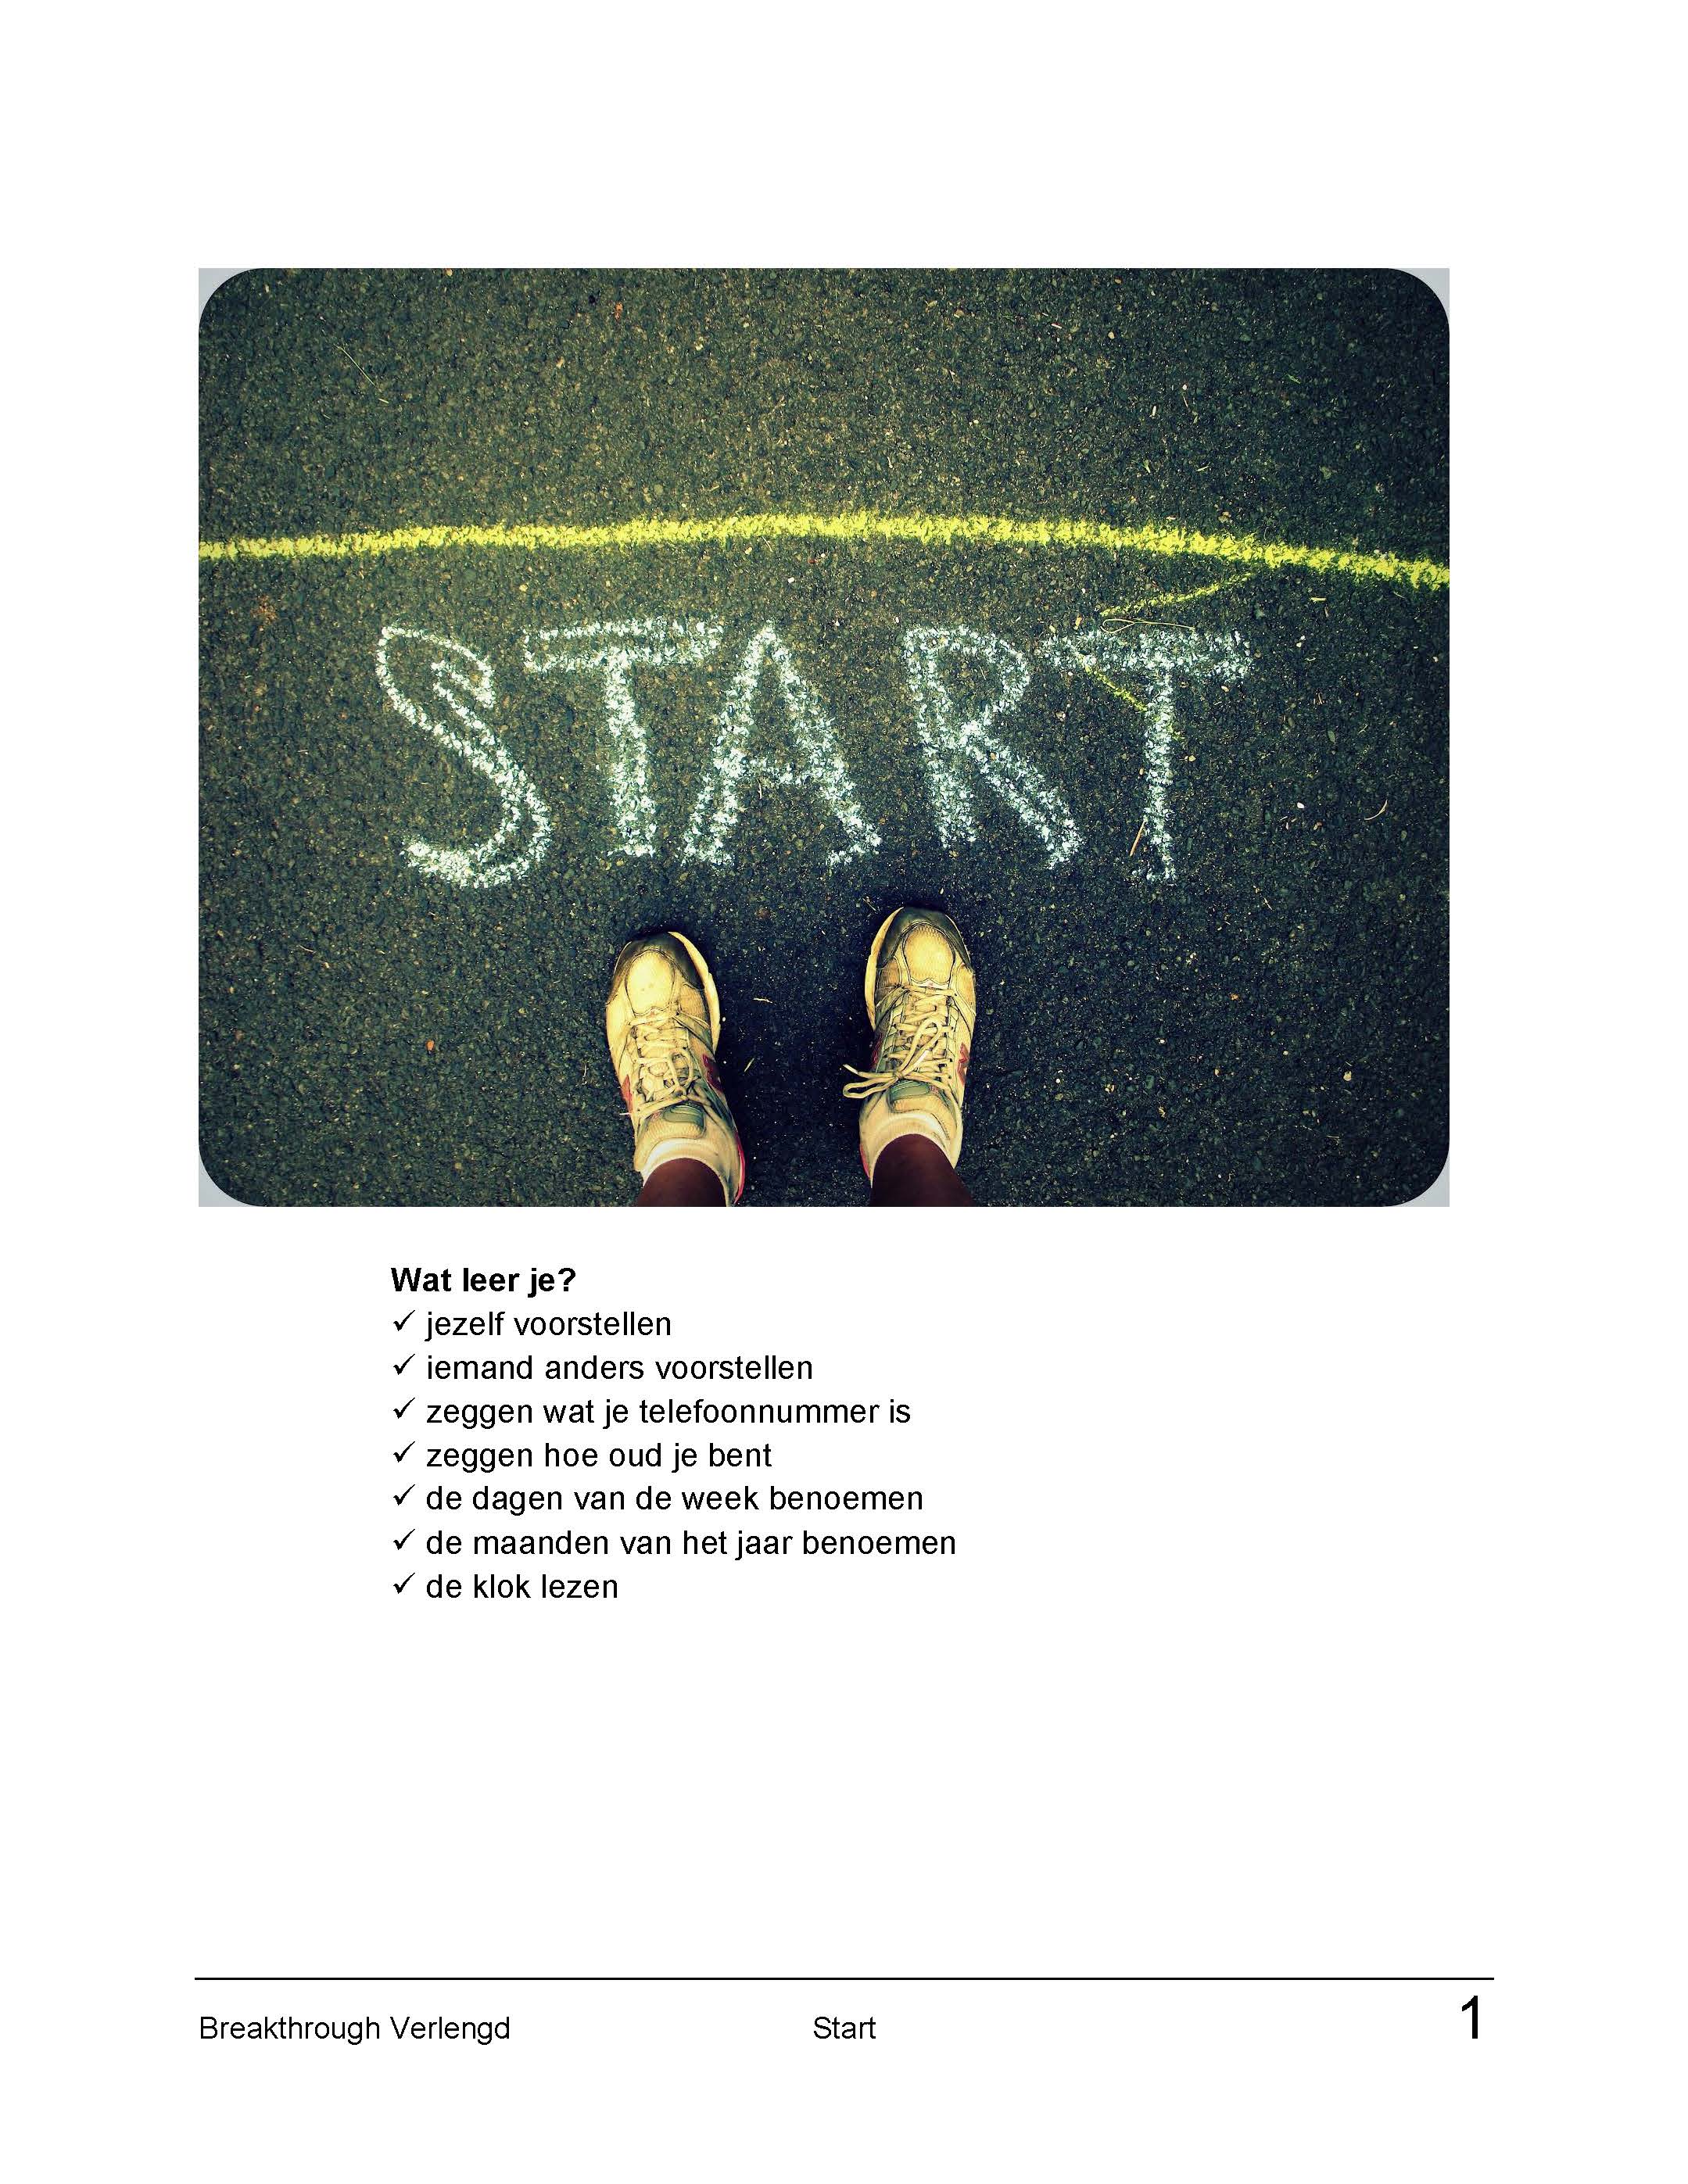 START
Wat leer je?
✓ jezelf voorstellen
✓ iemand anders voorstellen
✓ zeggen wat je telefoonnummer is
✓ zeggen hoe oud je bent
✓ de dagen van de week benoemen
✓ de maanden van het jaar benoemen
✓ de klok lezen
Breakthrough Verlengd Start 1